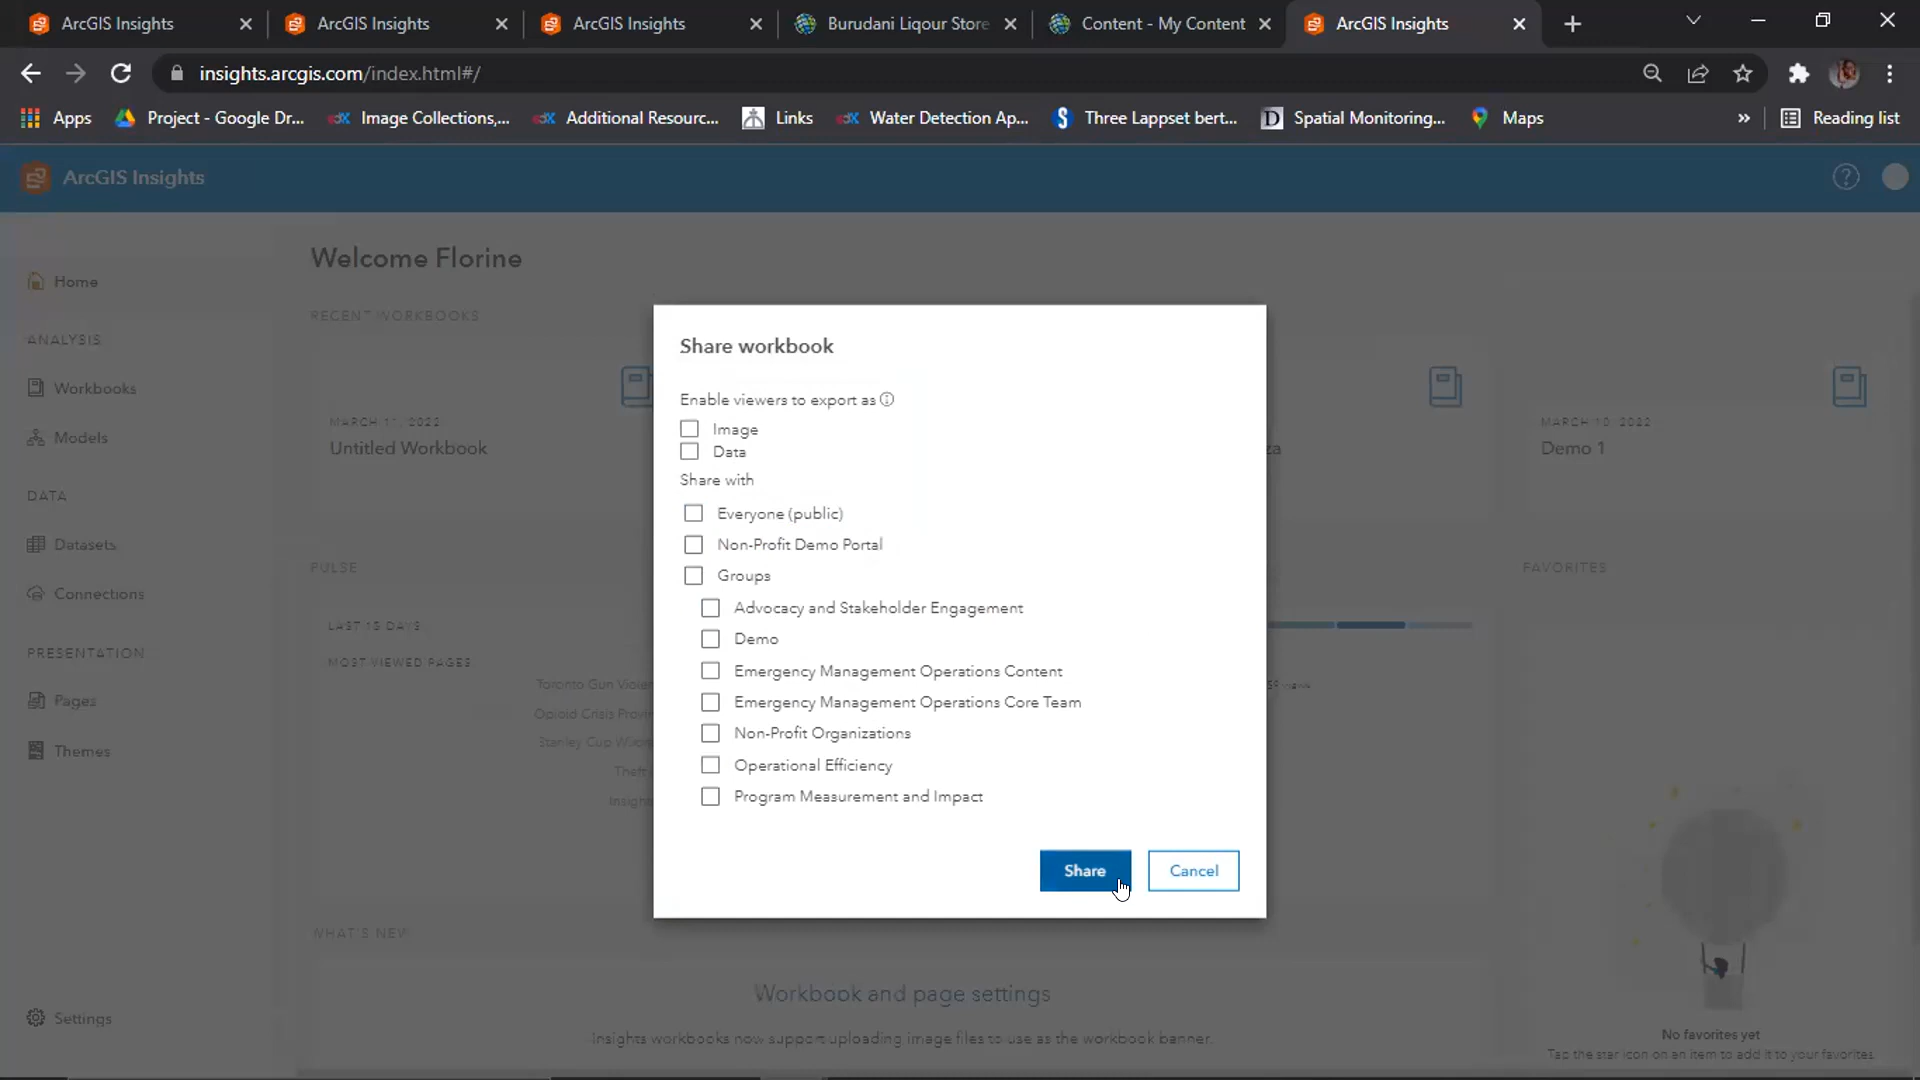 ArcGIS Insights
ArcGIS Insights
ArcGIS Insights
Burudani Liqour Store
Content - My Content
ArcGIS Insights
insights.arcgis.com/index.html#/
Apps
Project - Google Dr...
Image Collections,...
Additional Resourc...
Links
Water Detection Ap...
Three Lappset bert...
Spatial Monitoring...
Maps
»
Reading list
ArcGIS Insights
Welcome Florine
Home
RECENT WORKBOOKS
ANALYSIS
Workbooks
Models
MARCH 11, 2022
Untitled Workbook
za
MARCH 10, 2022
Demo 1
DATA
Datasets
Connections
PULSE
FAVORITES
LAST 15 DAYS
MOST VIEWED PAGES
Toronto Gun Violen
Opioid Crisis Provin
Stanley Cup
Theft
Insight
59 views
PRESENTATION
Pages
Themes
Share workbook
Enable viewers to export as
Image
Data
Share with
Everyone (public)
Non-Profit Demo Portal
Groups
Advocacy and Stakeholder Engagement
Demo
Emergency Management Operations Content
Emergency Management Operations Core Team
Non-Profit Organizations
Operational Efficiency
Program Measurement and Impact
Share
Cancel
WHAT'S NEW
Workbook and page settings
Insights workbooks now support uploading image files to use as the workbook banner.
No favorites yet
Tap the star icon on an item to add it to your favorites
Settings